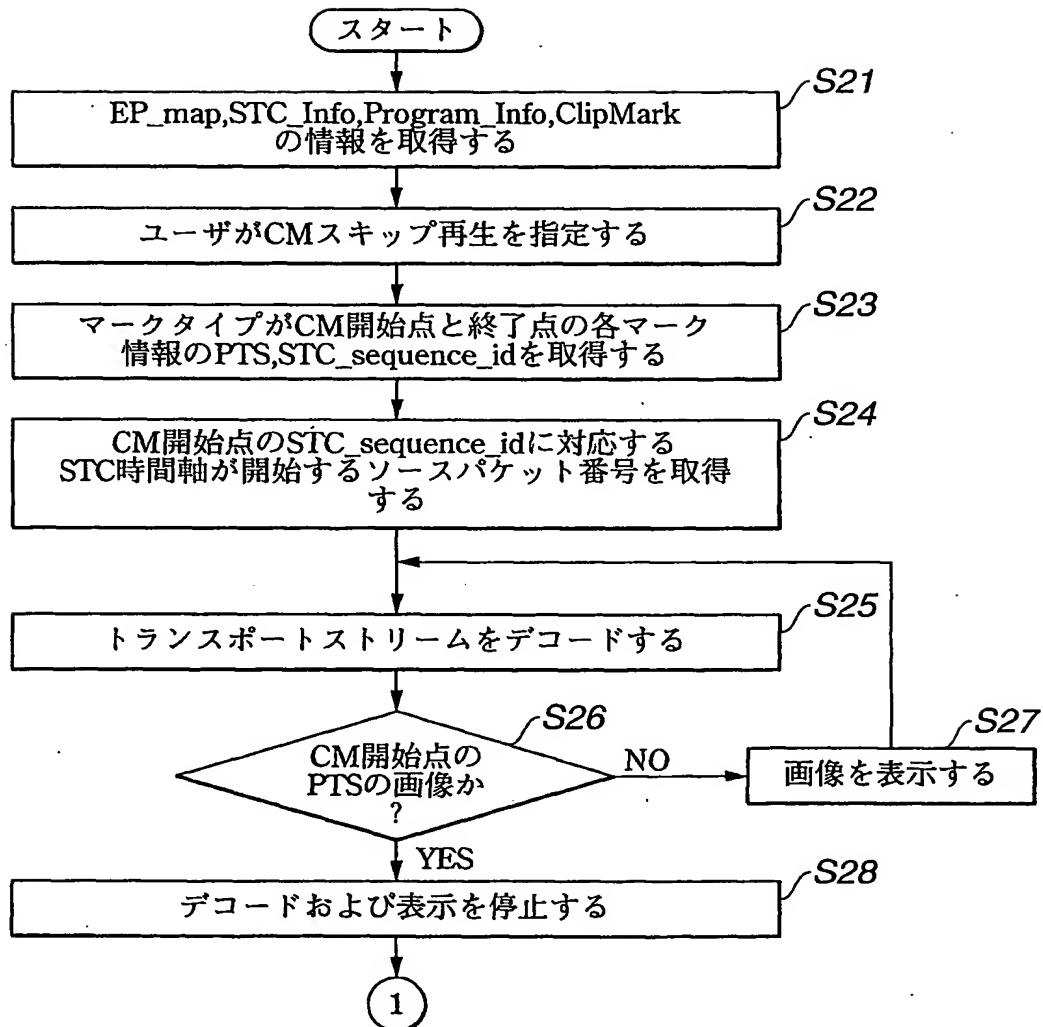 スタート
S21
EP_map,STC_Info,Program_Info,ClipMark
の情報を取得する
S22
ユーザがCMスキップ再生を指定する
S23
マークタイプがCM開始点と終了点の各マーク
情報のPTS,STC_sequence_idを取得する
S24
CM開始点のSTC_sequence_idに対応する
STC時間軸が開始するソースパケット番号を取得
する
S25
トランスポートストリームをデコードする
S26
CM開始点の
PTSの画像か
?
NO
S27
画像を表示する
YES
S28
デコードおよび表示を停止する
1